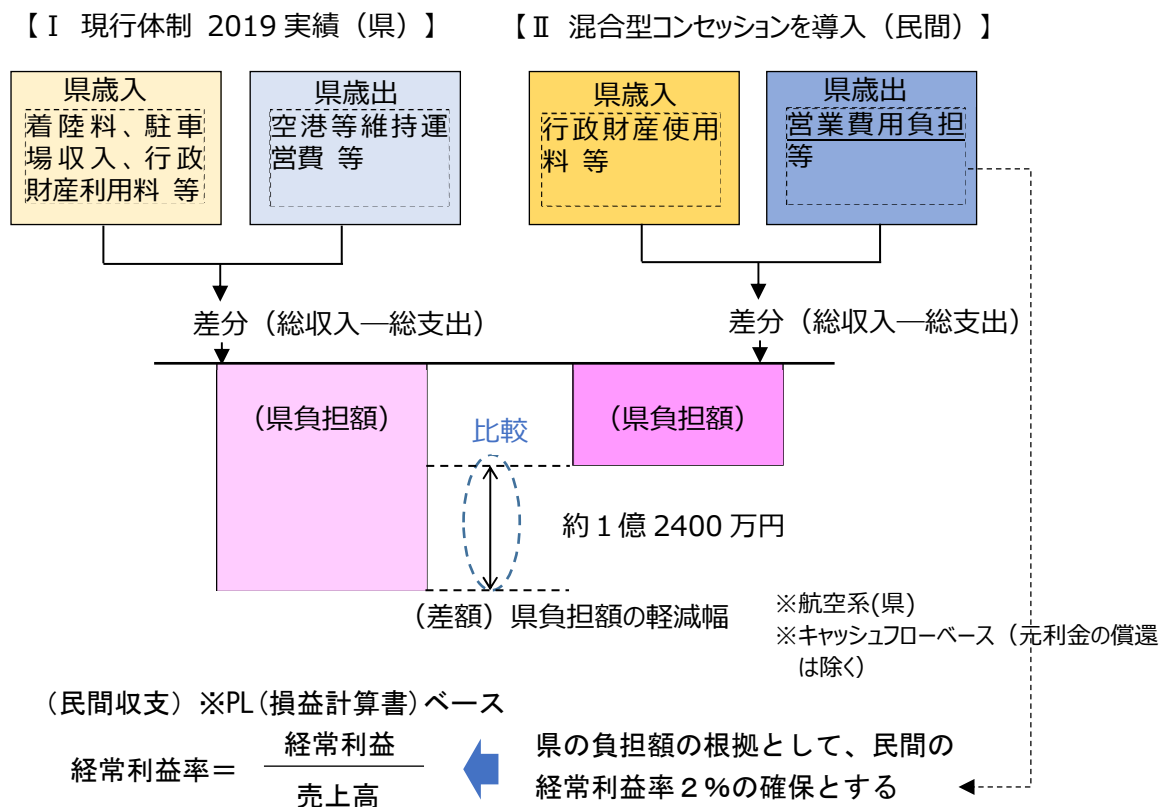 【Ⅰ 現行体制 2019 実績（県）】
【Ⅱ 混合型コンセッションを導入（民間）】
県歳入
着陸料、駐車
場収入、行政
財産利用料 等
県歳出
空港等維持運
営費 等
県歳入
行政財産使用
料 等
県歳出
営業費用負担
等
差分（総収入―総支出）
差分（総収入―総支出）
（県負担額）
比較
（県負担額）
約１億 2400 万円
（差額）県負担額の軽減幅
※航空系(県)
※キャッシュフローベース（元利金の償還
は除く）
（民間収支）※PL(損益計算書)ベース
経常利益率＝
経常利益
売上高
県の負担額の根拠として、民間の
経常利益率２％の確保とする